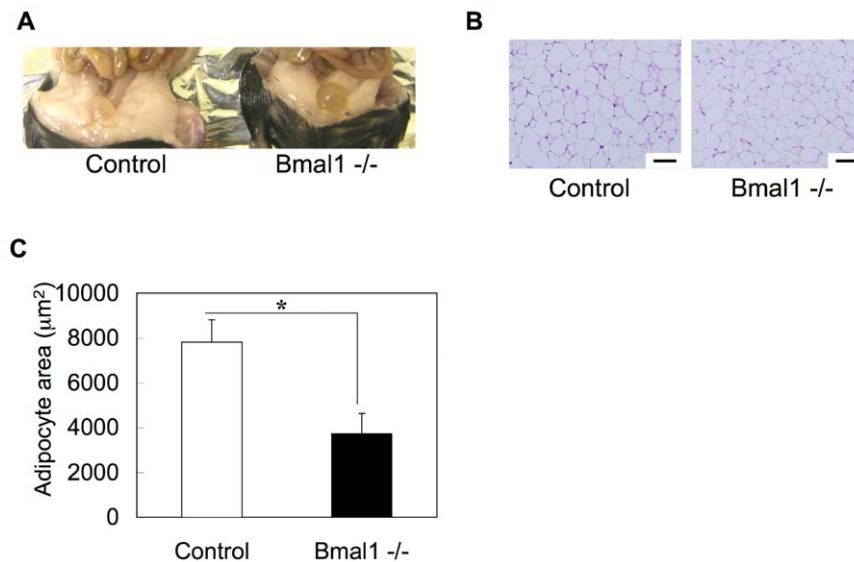 A
Control Bmal1 -/-
B
Control Bmal1 -/-
C
Adipocyte area (μm²)
10000
8000
6000
4000
2000
0
*
Control Bmal1 -/-